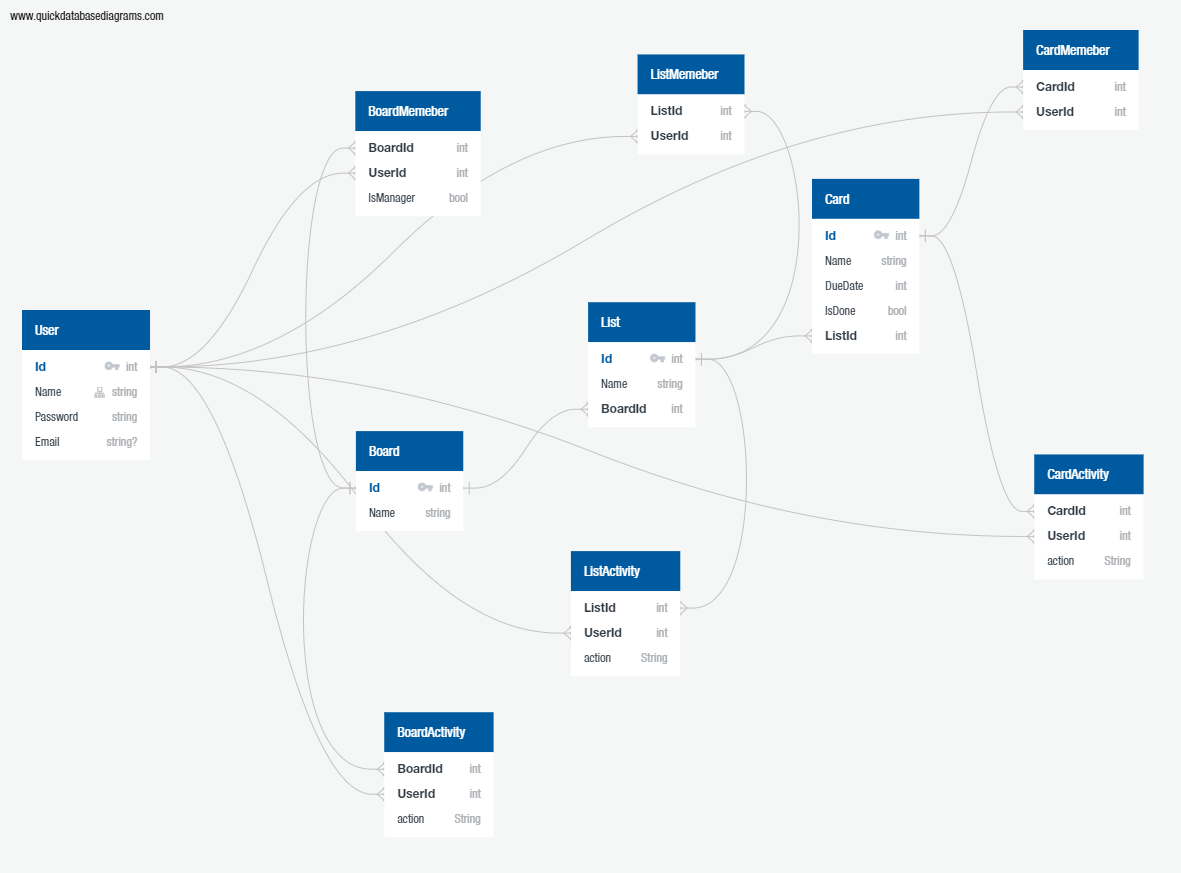 www.quickdatabasediagrams.com
User
Id int
Name string
Password string
Email string?
BoardMemeber
BoardId int
UserId int
IsManager bool
Board
Id int
Name string
BoardActivity
BoardId int
UserId int
action String
ListMemeber
ListId int
UserId int
List
Id int
Name string
BoardId int
ListActivity
ListId int
UserId int
action String
Card
Id int
Name string
DueDate int
IsDone bool
ListId int
CardMemeber
CardId int
UserId int
CardActivity
CardId int
UserId int
action String